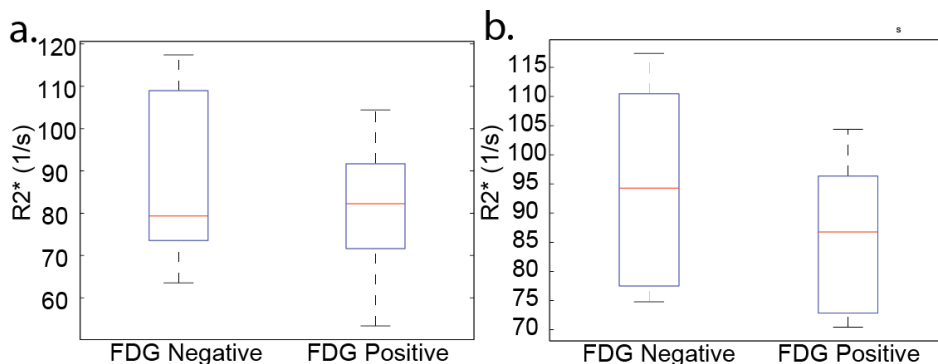 a.
120
110
100
90
80
70
60
R2* (1/s)
FDG Negative FDG Positive
b.
s
115
110
105
100
95
90
85
80
75
70
R2* (1/s)
FDG Negative FDG Positive